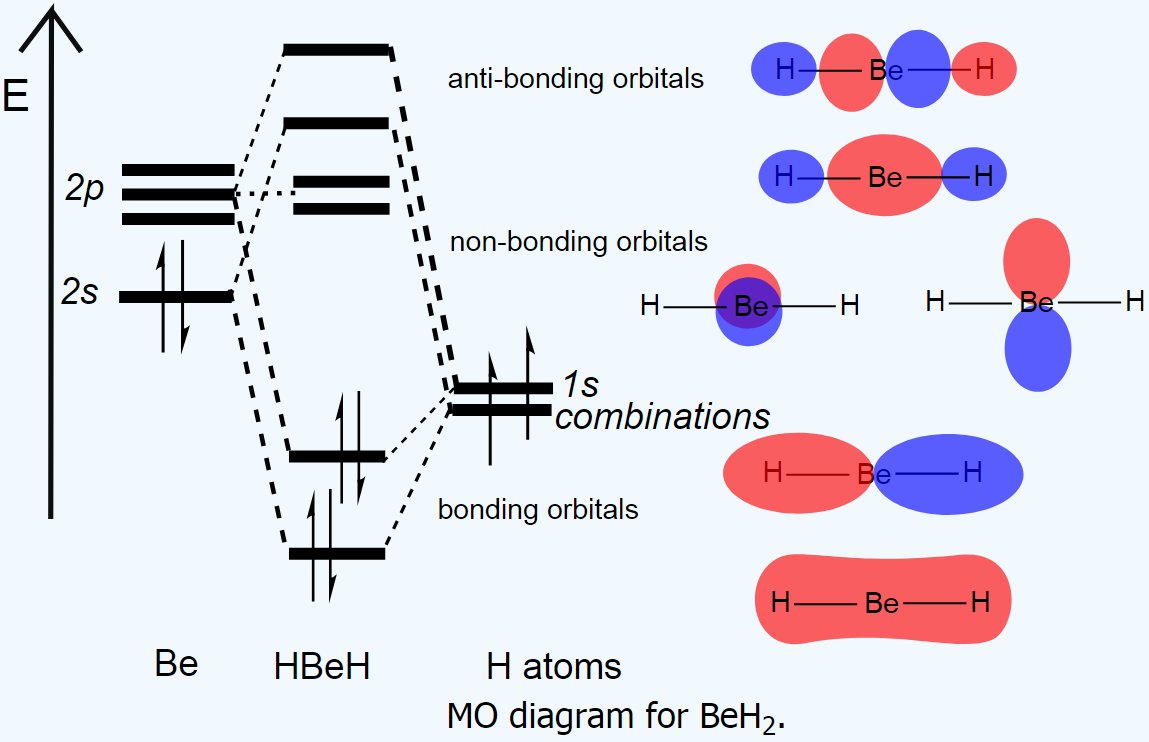 E
anti-bonding orbitals
H Be H
H Be H
2p
non-bonding orbitals
2s
H Be H
H Be H
1s
combinations
H Be H
bonding orbitals
H Be H
Be HBeH H atoms
MO diagram for BeH₂.